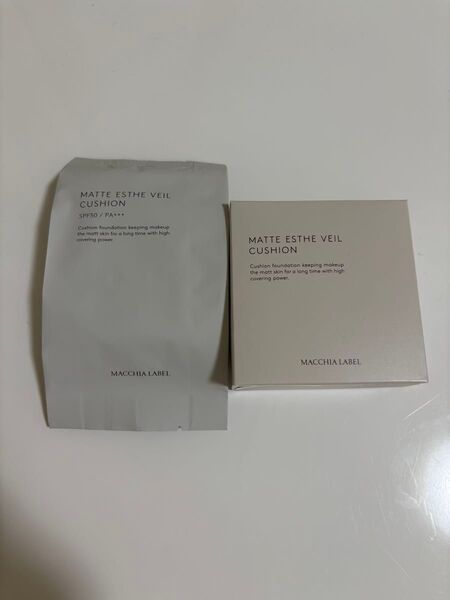 MATTE ESTHE VEIL
CUSHION
SPF50 / PA+++
Cushion foundation keeping makeup
the matt skin for a long time with high
covering power.
MACCHIA LABEL
MATTE ESTHE VEIL
CUSHION
Cushion foundation keeping makeup
the matt skin for a long time with high
covering power.
MACCHIA LABEL